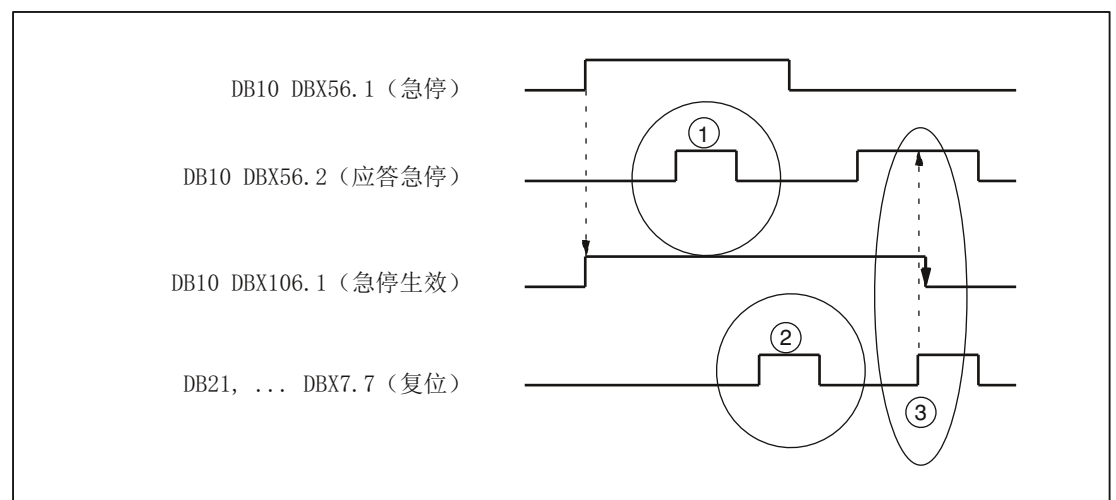 DB10 DBX56.1（急停）
①
DB10 DBX56.2（应答急停）
DB10 DBX106.1（急停生效）
②
DB21, ... DBX7.7（复位）
③